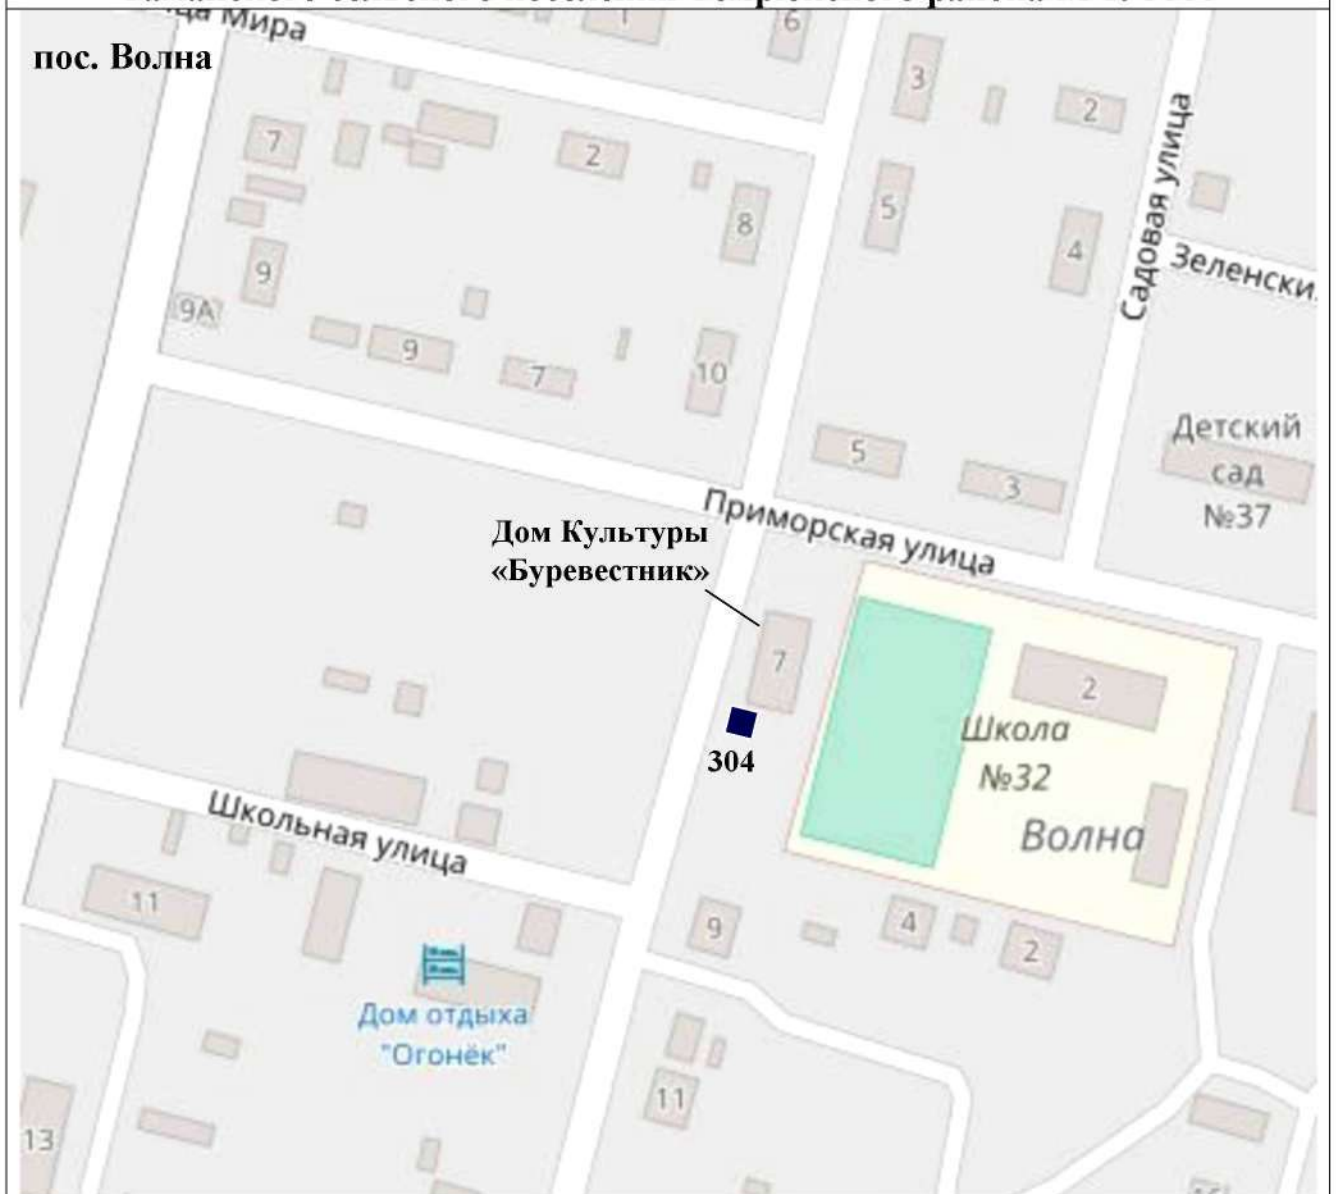 Мира
6
пос. Волна
3
2
7
2
5
8
4
Садовая улица
Зеленски
9
9А
9
7
10
5
3
Детский
сад
№37
Приморская улица
Дом Культуры
«Буревестник»
7
2
304
Школа
№32
Волна
Школьная улица
11
9
4
2
Дом отдыха
"Огонёк"
11
13